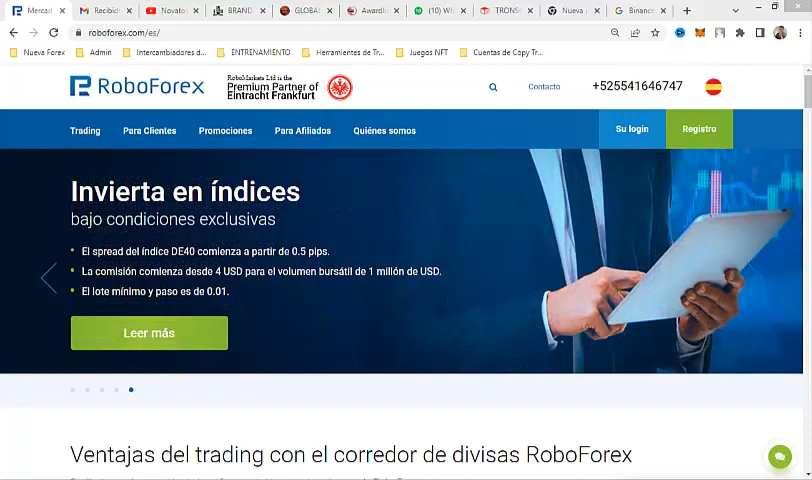 Mercad
Recibid
Novato
BRAND
GLOBAL
Awardin
(10) Wh
TRONSC
Nueva p
Binance
roboforex.com/es/
Nueva Forex
Admin
Intercambiadores d...
ENTRENAMIENTO
Herramientas de Tr...
Juegos NFT
Cuentas de Copy Tr...
RoboForex
RoboMarkets Ltd is the
Premium Partner of
Eintracht Frankfurt
Contacto
+525541646747
Trading
Para Clientes
Promociones
Para Afiliados
Quiénes somos
Su login
Registro
Invierta en índices
bajo condiciones exclusivas
El spread del índice DE40 comienza a partir de 0.5 pips.
La comisión comienza desde 4 USD para el volumen bursátil de 1 millón de USD.
El lote mínimo y paso es de 0.01.
Leer más
Ventajas del trading con el corredor de divisas RoboForex